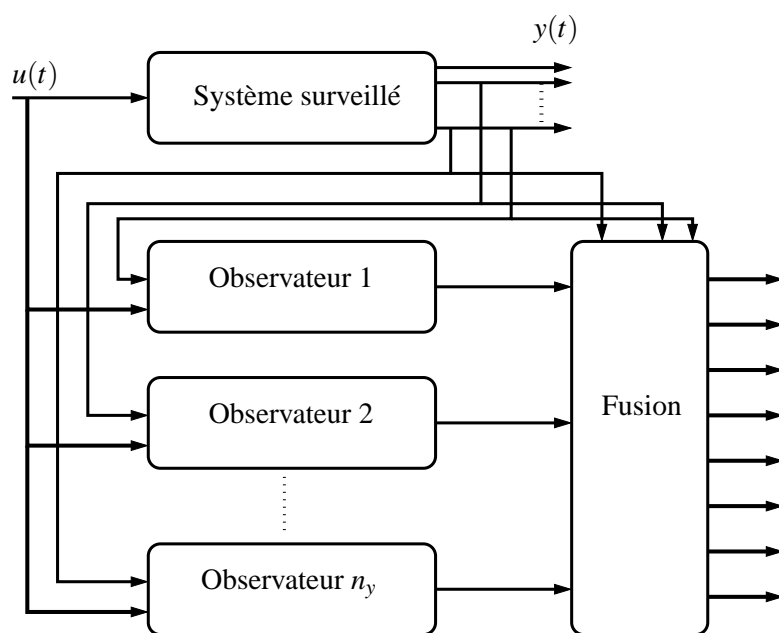 y(t)
u(t)
Système surveillé
Observateur 1
Observateur 2
Fusion
Observateur n_y